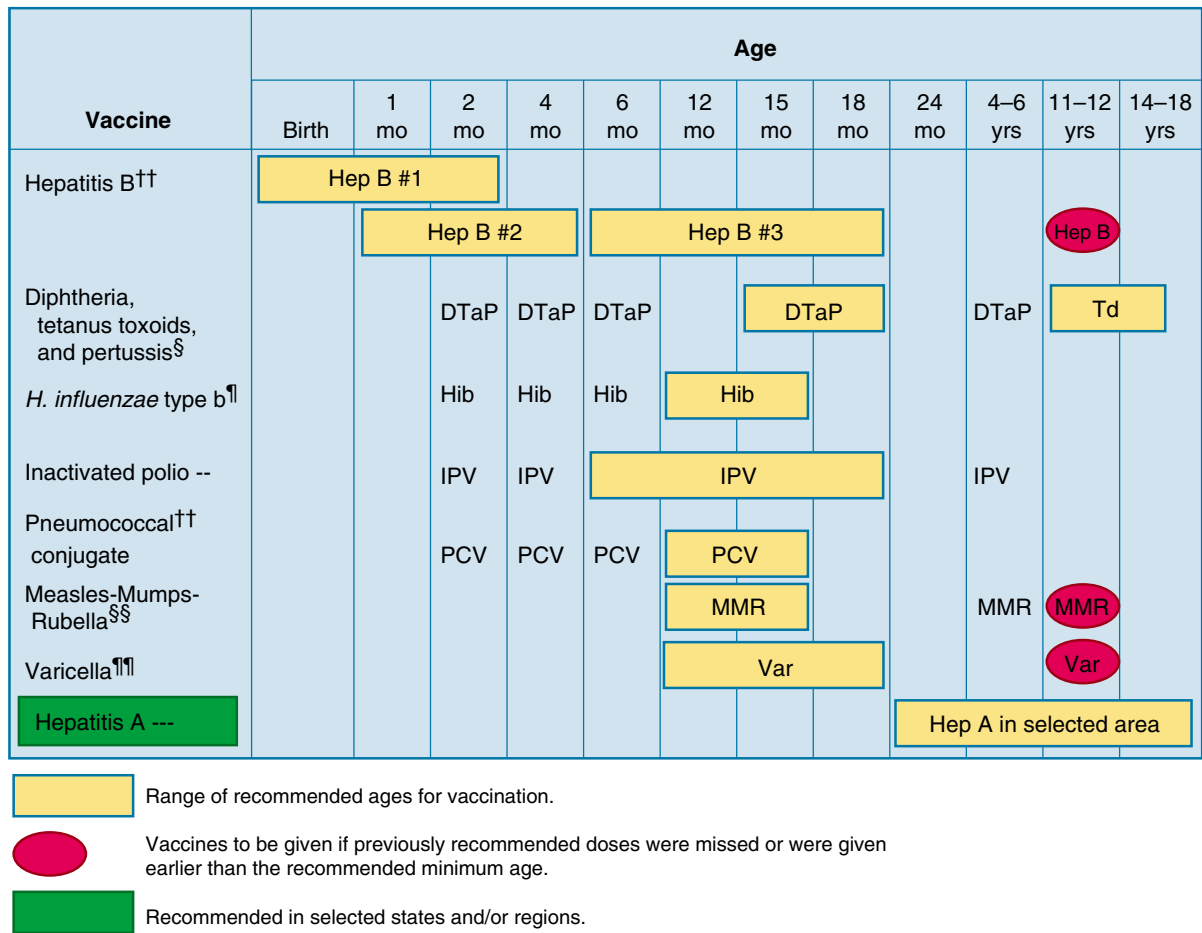 Age
Vaccine
Birth
1 mo
2 mo
4 mo
6 mo
12 mo
15 mo
18 mo
24 mo
4–6 yrs
11–12 yrs
14–18 yrs
Hepatitis B††
Hep B #1
Hep B #2
Hep B #3
Hep B
Diphtheria,
tetanus toxoids,
and pertussis§
DTaP
DTaP
DTaP
DTaP
DTaP
Td
H. influenzae type b¶
Hib
Hib
Hib
Hib
Inactivated polio --
IPV
IPV
IPV
IPV
Pneumococcal††
conjugate
PCV
PCV
PCV
PCV
Measles-Mumps-
Rubella§§
MMR
MMR
MMR
Varicella¶¶
Var
Var
Hepatitis A ---
Hep A in selected area
Range of recommended ages for vaccination.
Vaccines to be given if previously recommended doses were missed or were given
earlier than the recommended minimum age.
Recommended in selected states and/or regions.